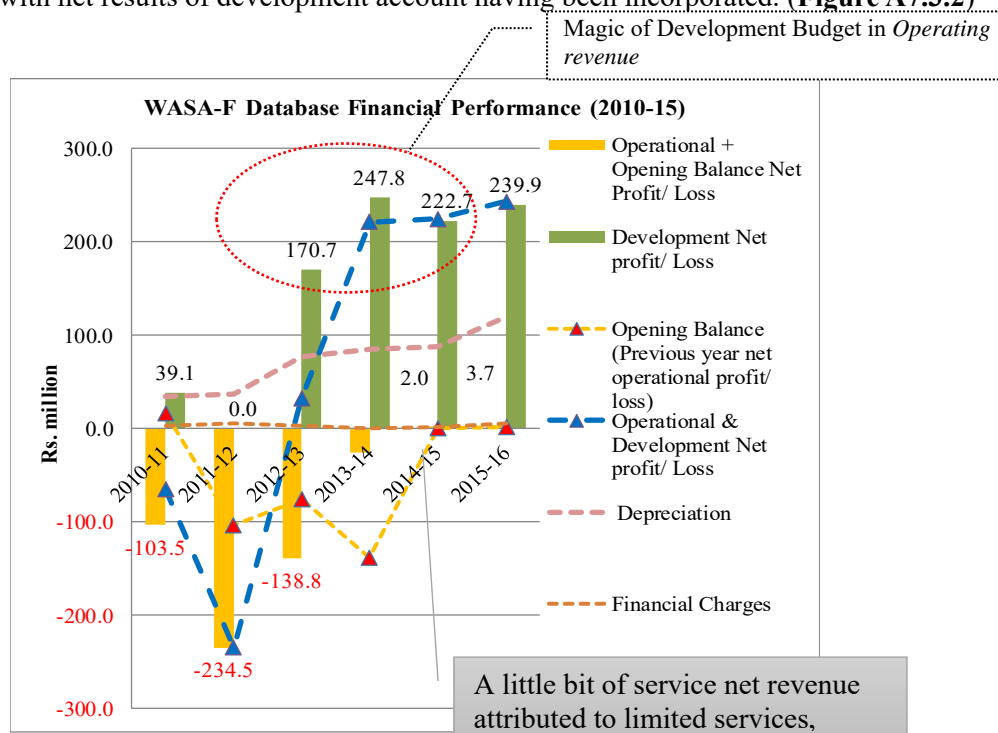 with net results of development account having been incorporated. (Figure A7.3.2)
Magic of Development Budget in Operating
revenue
WASA-F Database Financial Performance (2010-15)
300.0
200.0
100.0
0.0
-100.0
-200.0
-300.0
Rs. million
39.1
0.0
170.7
247.8
222.7
239.9
2.0
3.7
-103.5
-234.5
-138.8
2010-11
2011-12
2012-13
2013-14
2014-15
2015-16
Operational +
Opening Balance Net
Profit/ Loss
Development Net
profit/ Loss
Opening Balance
(Previous year net
operational profit/
loss)
Operational &
Development Net
profit/ Loss
Depreciation
Financial Charges
A little bit of service net revenue
attributed to limited services,